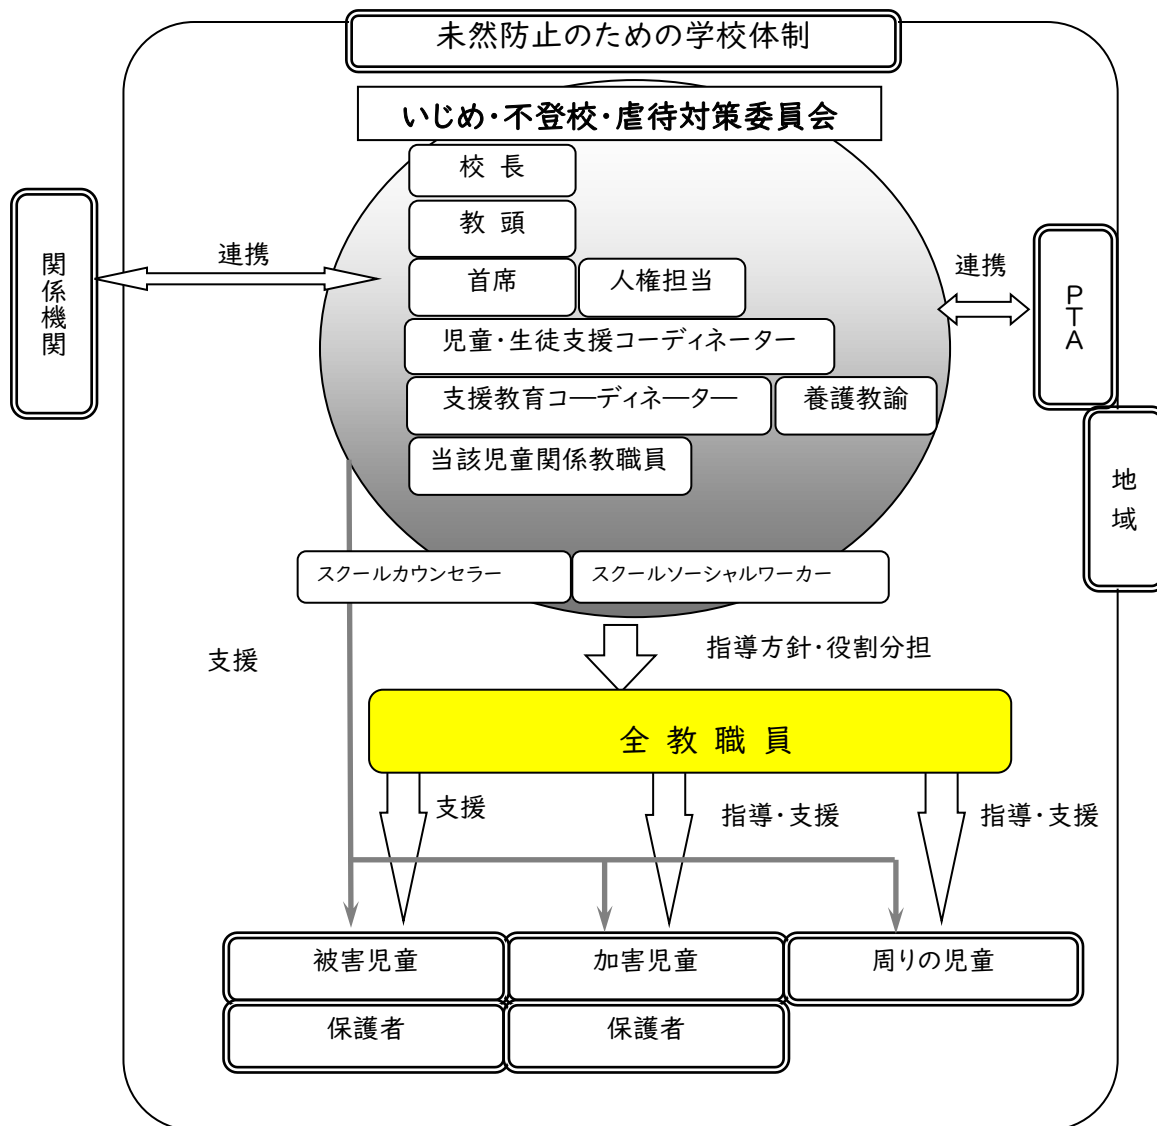 未然防止のための学校体制
いじめ・不登校・虐待対策委員会
校 長
教 頭
首席
人権担当
児童・生徒支援コーディネーター
支援教育コーディネーター
養護教諭
当該児童関係教職員
スクールカウンセラー
スクールソーシャルワーカー
関係機関
連携
連携
PTA
地域
支援
指導方針・役割分担
全 教 職 員
支援
指導・支援
指導・支援
被害児童
加害児童
周りの児童
保護者
保護者